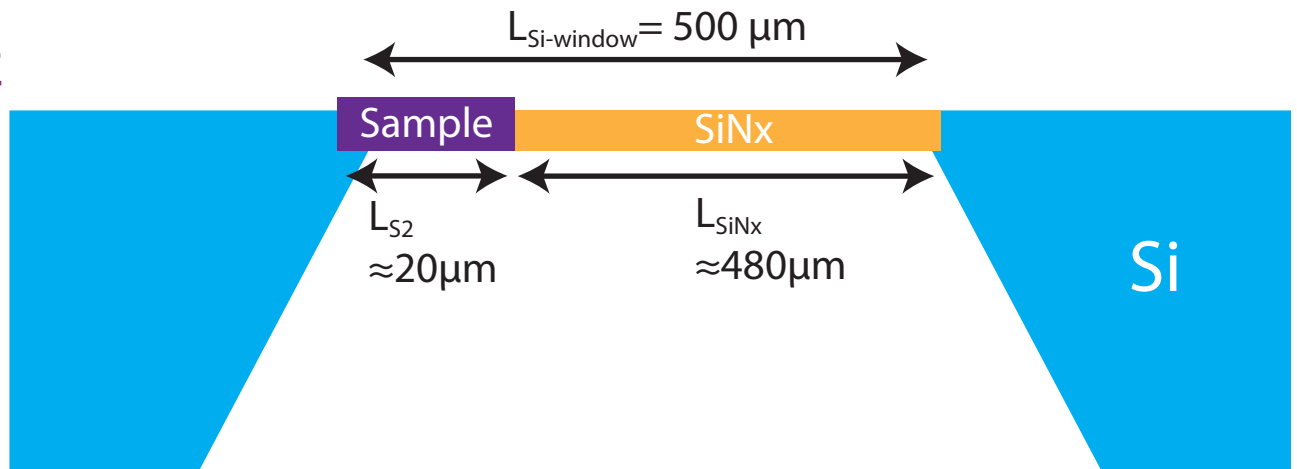 L_Si-window = 500 μm
Sample
SiNx
L_S2
≈20μm
L_SiNx
≈480μm
Si